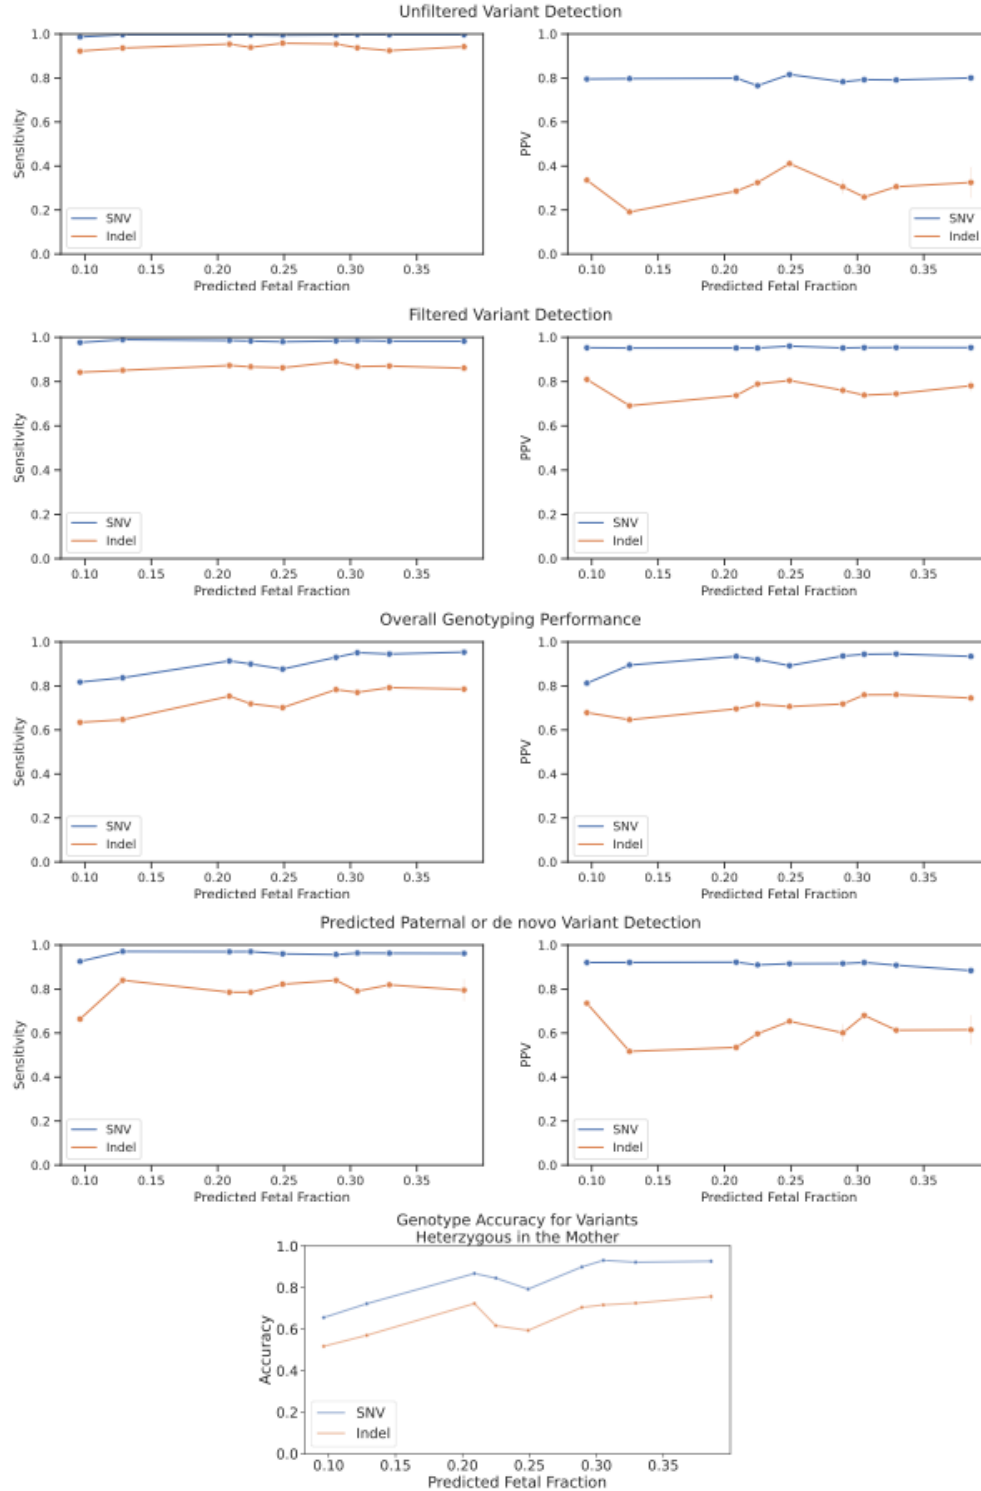 Unfiltered Variant Detection
1.0
0.8
0.6
0.4
0.2
0.0
Sensitivity
SNV
Indel
0.10 0.15 0.20 0.25 0.30 0.35
Predicted Fetal Fraction
1.0
0.8
0.6
0.4
0.2
0.0
PPV
SNV
Indel
0.10 0.15 0.20 0.25 0.30 0.35
Predicted Fetal Fraction
Filtered Variant Detection
1.0
0.8
0.6
0.4
0.2
0.0
Sensitivity
SNV
Indel
0.10 0.15 0.20 0.25 0.30 0.35
Predicted Fetal Fraction
1.0
0.8
0.6
0.4
0.2
0.0
PPV
SNV
Indel
0.10 0.15 0.20 0.25 0.30 0.35
Predicted Fetal Fraction
Overall Genotyping Performance
1.0
0.8
0.6
0.4
0.2
0.0
Sensitivity
SNV
Indel
0.10 0.15 0.20 0.25 0.30 0.35
Predicted Fetal Fraction
1.0
0.8
0.6
0.4
0.2
0.0
PPV
SNV
Indel
0.10 0.15 0.20 0.25 0.30 0.35
Predicted Fetal Fraction
Predicted Paternal or de novo Variant Detection
1.0
0.8
0.6
0.4
0.2
0.0
Sensitivity
SNV
Indel
0.10 0.15 0.20 0.25 0.30 0.35
Predicted Fetal Fraction
1.0
0.8
0.6
0.4
0.2
0.0
PPV
SNV
Indel
0.10 0.15 0.20 0.25 0.30 0.35
Predicted Fetal Fraction
Genotype Accuracy for Variants
Heterzygous in the Mother
1.0
0.8
0.6
0.4
0.2
0.0
Accuracy
SNV
Indel
0.10 0.15 0.20 0.25 0.30 0.35
Predicted Fetal Fraction